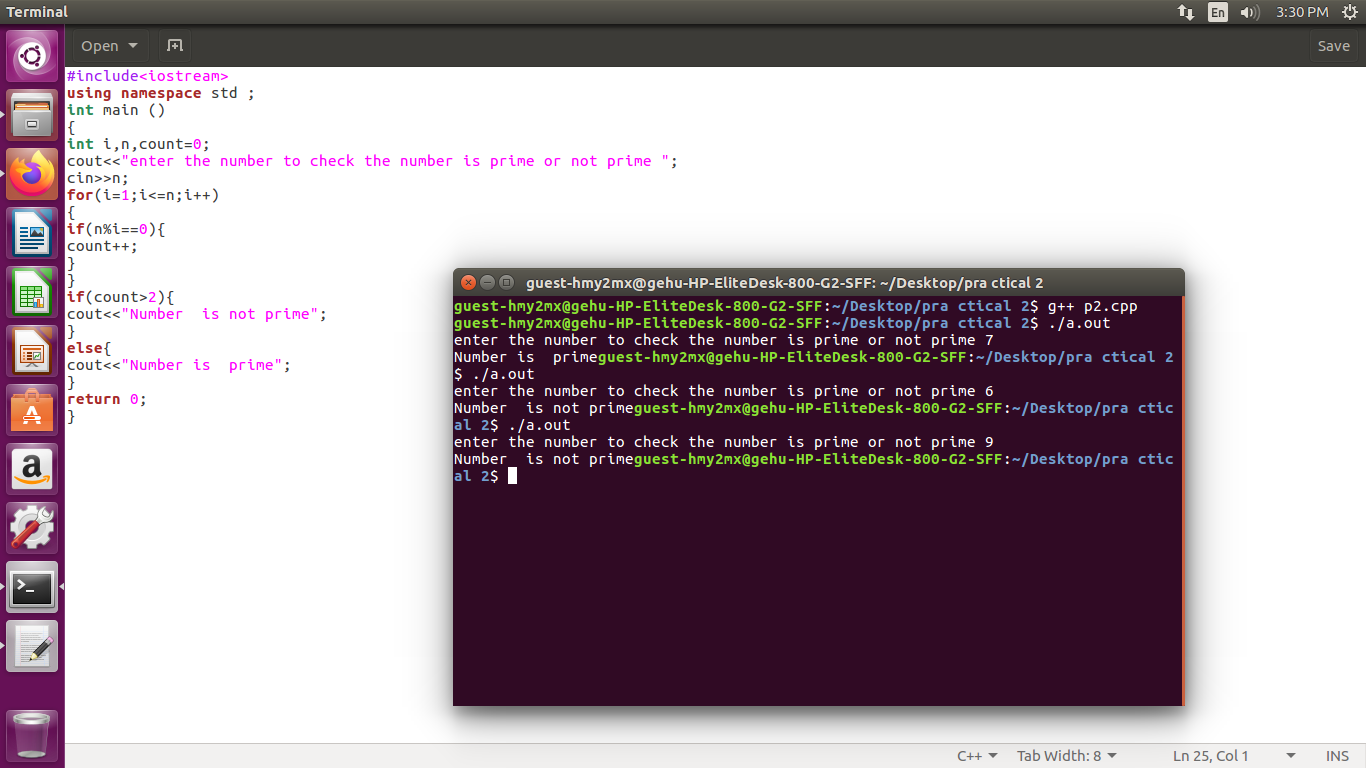 Terminal
En
3:30 PM
Open
Save
#include<iostream>
using namespace std ;
int main ()
{
int i,n,count=0;
cout<<"enter the number to check the number is prime or not prime ";
cin>>n;
for(i=1;i<=n;i++)
{
if(n%i==0){
count++;
}
}
if(count>2){
cout<<"Number  is not prime";
}
else{
cout<<"Number is  prime";
}
return 0;
}
guest-hmy2mx@gehu-HP-EliteDesk-800-G2-SFF: ~/Desktop/pra ctical 2
guest-hmy2mx@gehu-HP-EliteDesk-800-G2-SFF:~/Desktop/pra ctical 2$ g++ p2.cpp
guest-hmy2mx@gehu-HP-EliteDesk-800-G2-SFF:~/Desktop/pra ctical 2$ ./a.out
enter the number to check the number is prime or not prime 7
Number is  primeguest-hmy2mx@gehu-HP-EliteDesk-800-G2-SFF:~/Desktop/pra ctical 2
$ ./a.out
enter the number to check the number is prime or not prime 6
Number  is not primeguest-hmy2mx@gehu-HP-EliteDesk-800-G2-SFF:~/Desktop/pra ctic
al 2$ ./a.out
enter the number to check the number is prime or not prime 9
Number  is not primeguest-hmy2mx@gehu-HP-EliteDesk-800-G2-SFF:~/Desktop/pra ctic
al 2$
C++
Tab Width: 8
Ln 25, Col 1
INS